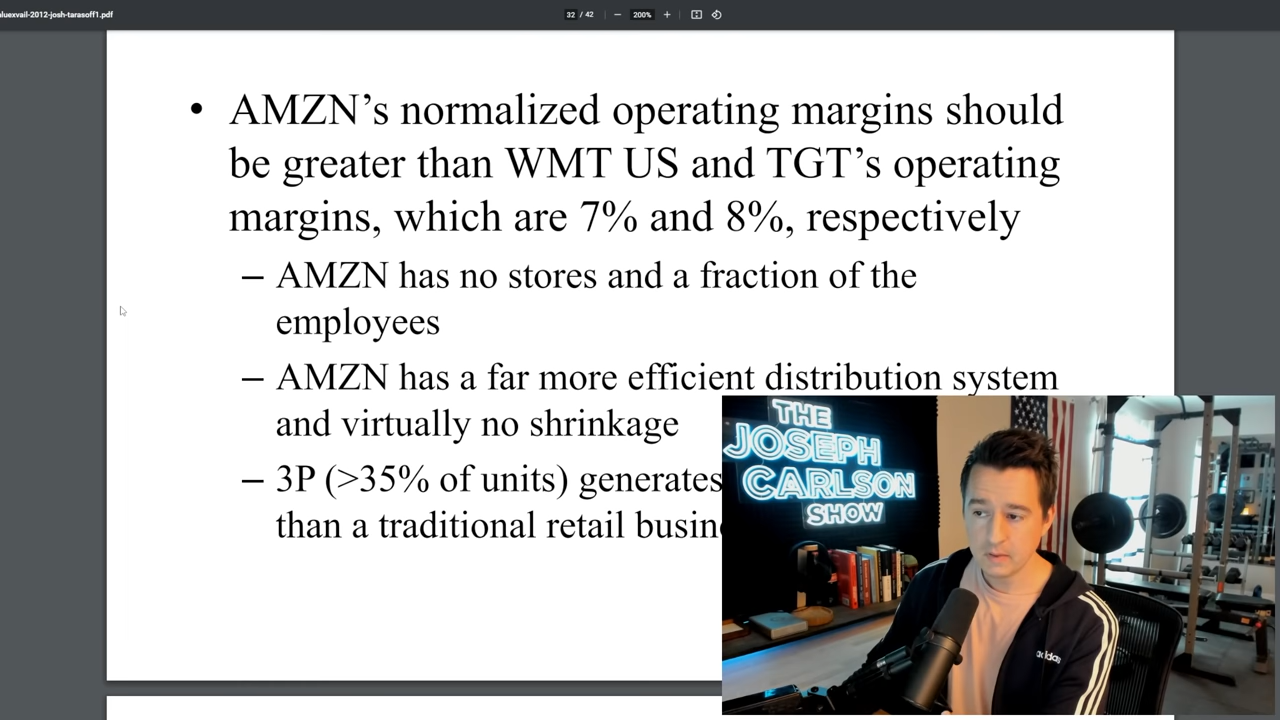 aluexvail-2012-josh-tarasoff1.pdf
32 / 42
200%
• AMZN’s normalized operating margins should
be greater than WMT US and TGT’s operating
margins, which are 7% and 8%, respectively
– AMZN has no stores and a fraction of the
employees
– AMZN has a far more efficient distribution system
and virtually no shrinkage
– 3P (>35% of units) generates
than a traditional retail
THE
JOSEPH
CARLSON
SHOW
adidas